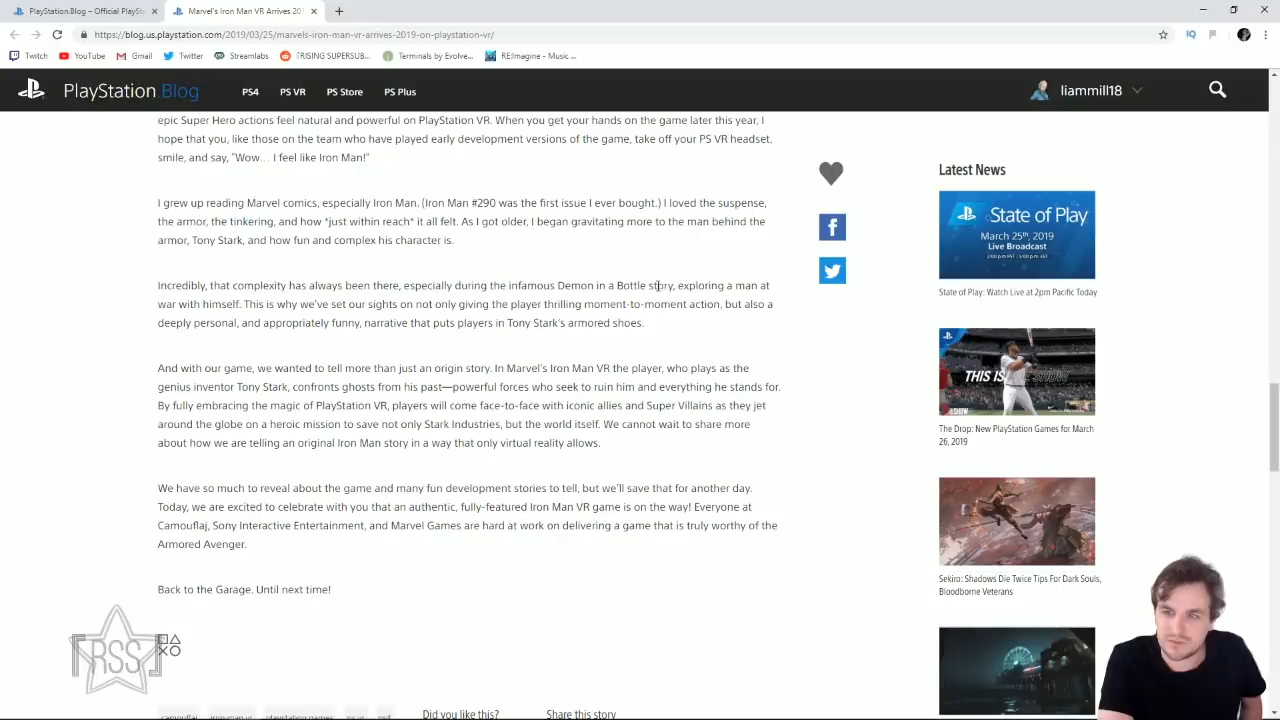 PlayStation.Blog – Official PlaySt
Marvel's Iron Man VR Arrives 20
https://blog.us.playstation.com/2019/03/25/marvels-iron-man-vr-arrives-2019-on-playstation-vr/
Twitch
YouTube
Gmail
Twitter
Streamlabs
TRISING SUPERSUB...
Terminals by Evolve...
RE:Imagine - Music ...
PlayStation Blog
PS4
PS VR
PS Store
PS Plus
liammill18
epic Super Hero actions feel natural and powerful on PlayStation VR. When you get your hands on the game later this year, I
hope that you, like those on the team who have played early development versions of the game, take off your PS VR headset,
smile, and say, "Wow… I feel like Iron Man!"
I grew up reading Marvel comics, especially Iron Man. (Iron Man #290 was the first issue I ever bought.) I loved the suspense,
the armor, the tinkering, and how *just within reach* it all felt. As I got older, I began gravitating more to the man behind the
armor, Tony Stark, and how fun and complex his character is.
Incredibly, that complexity has always been there, especially during the infamous Demon in a Bottle story, exploring a man at
war with himself. This is why we've set our sights on not only giving the player thrilling moment-to-moment action, but also a
deeply personal, and appropriately funny, narrative that puts players in Tony Stark's armored shoes.
And with our game, we wanted to tell more than just an origin story. In Marvel's Iron Man VR the player, who plays as the
genius inventor Tony Stark, confronts ghosts from his past—powerful forces who seek to ruin him and everything he stands for.
By fully embracing the magic of PlayStation VR, players will come face-to-face with iconic allies and Super Villains as they jet
around the globe on a heroic mission to save not only Stark Industries, but the world itself. We cannot wait to share more
about how we are telling an original Iron Man story in a way that only virtual reality allows.
We have so much to reveal about the game and many fun development stories to tell, but we'll save that for another day.
Today, we are excited to celebrate with you that an authentic, fully-featured Iron Man VR game is on the way! Everyone at
Camouflaj, Sony Interactive Entertainment, and Marvel Games are hard at work on delivering a game that is truly worthy of the
Armored Avenger.
Back to the Garage. Until next time!
RSS
camouflaj
iron man vr
playstation games
ps vr
ps4
Did you like this?
Share this story
Latest News
State of Play
March 25th, 2019
Live Broadcast
State of Play: Watch Live at 2pm Pacific Today
THIS IS THE SHOW
The Drop: New PlayStation Games for March
26, 2019
Sekiro: Shadows Die Twice Tips For Dark Souls,
Bloodborne Veterans